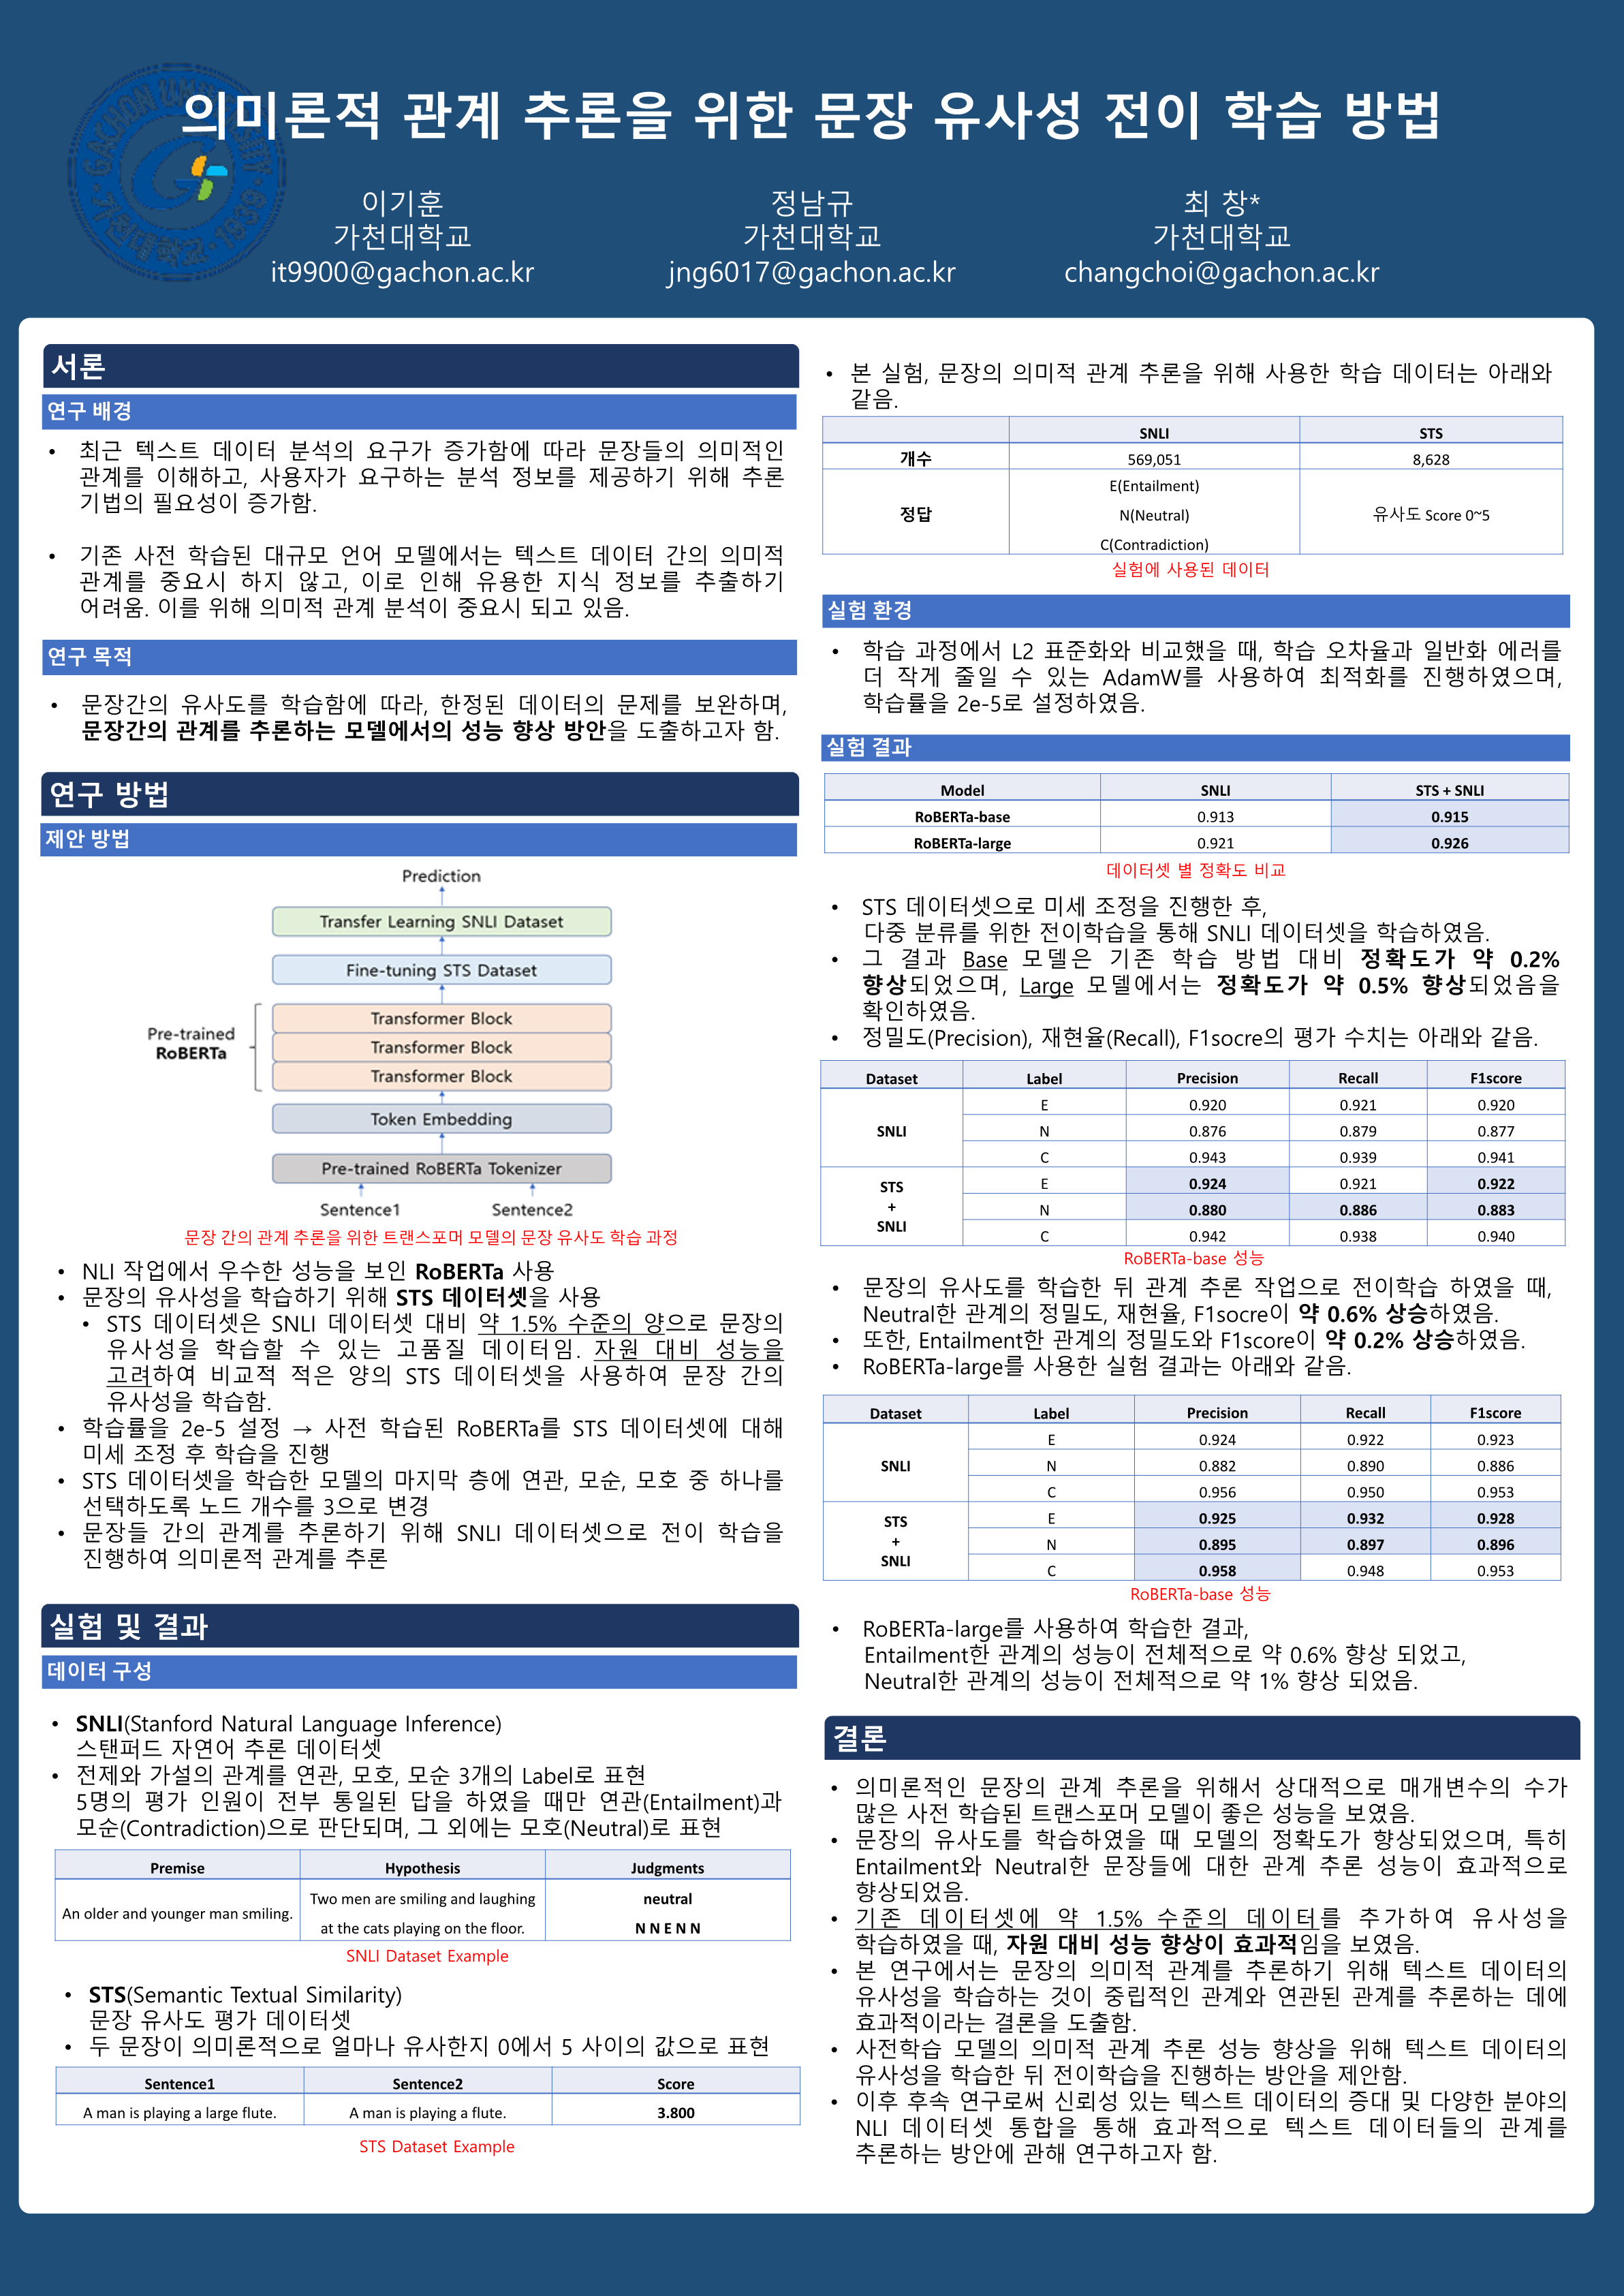 의미론적 관계 추론을 위한 문장 유사성 전이 학습 방법
이기훈
가천대학교
it9900@gachon.ac.kr
정남규
가천대학교
jng6017@gachon.ac.kr
최 창*
가천대학교
changchoi@gachon.ac.kr
서론
연구 배경
• 최근 텍스트 데이터 분석의 요구가 증가함에 따라 문장들의 의미적인
관계를 이해하고, 사용자가 요구하는 분석 정보를 제공하기 위해 추론
기법의 필요성이 증가함.
• 기존 사전 학습된 대규모 언어 모델에서는 텍스트 데이터 간의 의미적
관계를 중요시 하지 않고, 이로 인해 유용한 지식 정보를 추출하기
어려움. 이를 위해 의미적 관계 분석이 중요시 되고 있음.
연구 목적
• 문장간의 유사도를 학습함에 따라, 한정된 데이터의 문제를 보완하며,
문장간의 관계를 추론하는 모델에서의 성능 향상 방안을 도출하고자 함.
연구 방법
제안 방법
Prediction
Transfer Learning SNLI Dataset
Fine-tuning STS Dataset
Transformer Block
Pre-trained
RoBERTa
Transformer Block
Transformer Block
Token Embedding
Pre-trained RoBERTa Tokenizer
Sentence1 Sentence2
문장 간의 관계 추론을 위한 트랜스포머 모델의 문장 유사도 학습 과정
• NLI 작업에서 우수한 성능을 보인 RoBERTa 사용
• 문장의 유사성을 학습하기 위해 STS 데이터셋을 사용
• STS 데이터셋은 SNLI 데이터셋 대비 약 1.5% 수준의 양으로 문장의
유사성을 학습할 수 있는 고품질 데이터임. 자원 대비 성능을
고려하여 비교적 적은 양의 STS 데이터셋을 사용하여 문장 간의
유사성을 학습함.
• 학습률을 2e-5 설정 → 사전 학습된 RoBERTa를 STS 데이터셋에 대해
미세 조정 후 학습을 진행
• STS 데이터셋을 학습한 모델의 마지막 층에 연관, 모순, 모호 중 하나를
선택하도록 노드 개수를 3으로 변경
• 문장들 간의 관계를 추론하기 위해 SNLI 데이터셋으로 전이 학습을
진행하여 의미론적 관계를 추론
실험 및 결과
데이터 구성
• SNLI(Stanford Natural Language Inference)
스탠퍼드 자연어 추론 데이터셋
• 전제와 가설의 관계를 연관, 모호, 모순 3개의 Label로 표현
5명의 평가 인원이 전부 통일된 답을 하였을 때만 연관(Entailment)과
모순(Contradiction)으로 판단되며, 그 외에는 모호(Neutral)로 표현
Premise Hypothesis Judgments
An older and younger man smiling. Two men are smiling and laughing neutral
at the cats playing on the floor. N N E N N
SNLI Dataset Example
• STS(Semantic Textual Similarity)
문장 유사도 평가 데이터셋
• 두 문장이 의미론적으로 얼마나 유사한지 0에서 5 사이의 값으로 표현
Sentence1 Sentence2 Score
A man is playing a large flute. A man is playing a flute. 3.800
STS Dataset Example
• 본 실험, 문장의 의미적 관계 추론을 위해 사용한 학습 데이터는 아래와
같음.
SNLI STS
개수 569,051 8,628
E(Entailment)
정답 N(Neutral) 유사도 Score 0~5
C(Contradiction)
실험에 사용된 데이터
실험 환경
• 학습 과정에서 L2 표준화와 비교했을 때, 학습 오차율과 일반화 에러를
더 작게 줄일 수 있는 AdamW를 사용하여 최적화를 진행하였으며,
학습률을 2e-5로 설정하였음.
실험 결과
Model SNLI STS + SNLI
RoBERTa-base 0.913 0.915
RoBERTa-large 0.921 0.926
데이터셋 별 정확도 비교
• STS 데이터셋으로 미세 조정을 진행한 후,
다중 분류를 위한 전이학습을 통해 SNLI 데이터셋을 학습하였음.
• 그 결과 Base 모델은 기존 학습 방법 대비 정확도가 약 0.2%
향상되었으며, Large 모델에서는 정확도가 약 0.5% 향상되었음을
확인하였음.
• 정밀도(Precision), 재현율(Recall), F1socre의 평가 수치는 아래와 같음.
Dataset Label Precision Recall F1score
E 0.920 0.921 0.920
SNLI N 0.876 0.879 0.877
C 0.943 0.939 0.941
STS E 0.924 0.921 0.922
+ N 0.880 0.886 0.883
SNLI C 0.942 0.938 0.940
RoBERTa-base 성능
• 문장의 유사도를 학습한 뒤 관계 추론 작업으로 전이학습 하였을 때,
Neutral한 관계의 정밀도, 재현율, F1socre이 약 0.6% 상승하였음.
• 또한, Entailment한 관계의 정밀도와 F1score이 약 0.2% 상승하였음.
• RoBERTa-large를 사용한 실험 결과는 아래와 같음.
Dataset Label Precision Recall F1score
E 0.924 0.922 0.923
SNLI N 0.882 0.890 0.886
C 0.956 0.950 0.953
STS E 0.925 0.932 0.928
+ N 0.895 0.897 0.896
SNLI C 0.958 0.948 0.953
RoBERTa-base 성능
• RoBERTa-large를 사용하여 학습한 결과,
Entailment한 관계의 성능이 전체적으로 약 0.6% 향상 되었고,
Neutral한 관계의 성능이 전체적으로 약 1% 향상 되었음.
결론
• 의미론적인 문장의 관계 추론을 위해서 상대적으로 매개변수의 수가
많은 사전 학습된 트랜스포머 모델이 좋은 성능을 보였음.
• 문장의 유사도를 학습하였을 때 모델의 정확도가 향상되었으며, 특히
Entailment와 Neutral한 문장들에 대한 관계 추론 성능이 효과적으로
향상되었음.
• 기존 데이터셋에 약 1.5% 수준의 데이터를 추가하여 유사성을
학습하였을 때, 자원 대비 성능 향상이 효과적임을 보였음.
• 본 연구에서는 문장의 의미적 관계를 추론하기 위해 텍스트 데이터의
유사성을 학습하는 것이 중립적인 관계와 연관된 관계를 추론하는 데에
효과적이라는 결론을 도출함.
• 사전학습 모델의 의미적 관계 추론 성능 향상을 위해 텍스트 데이터의
유사성을 학습한 뒤 전이학습을 진행하는 방안을 제안함.
• 이후 후속 연구로써 신뢰성 있는 텍스트 데이터의 증대 및 다양한 분야의
NLI 데이터셋 통합을 통해 효과적으로 텍스트 데이터들의 관계를
추론하는 방안에 관해 연구하고자 함.